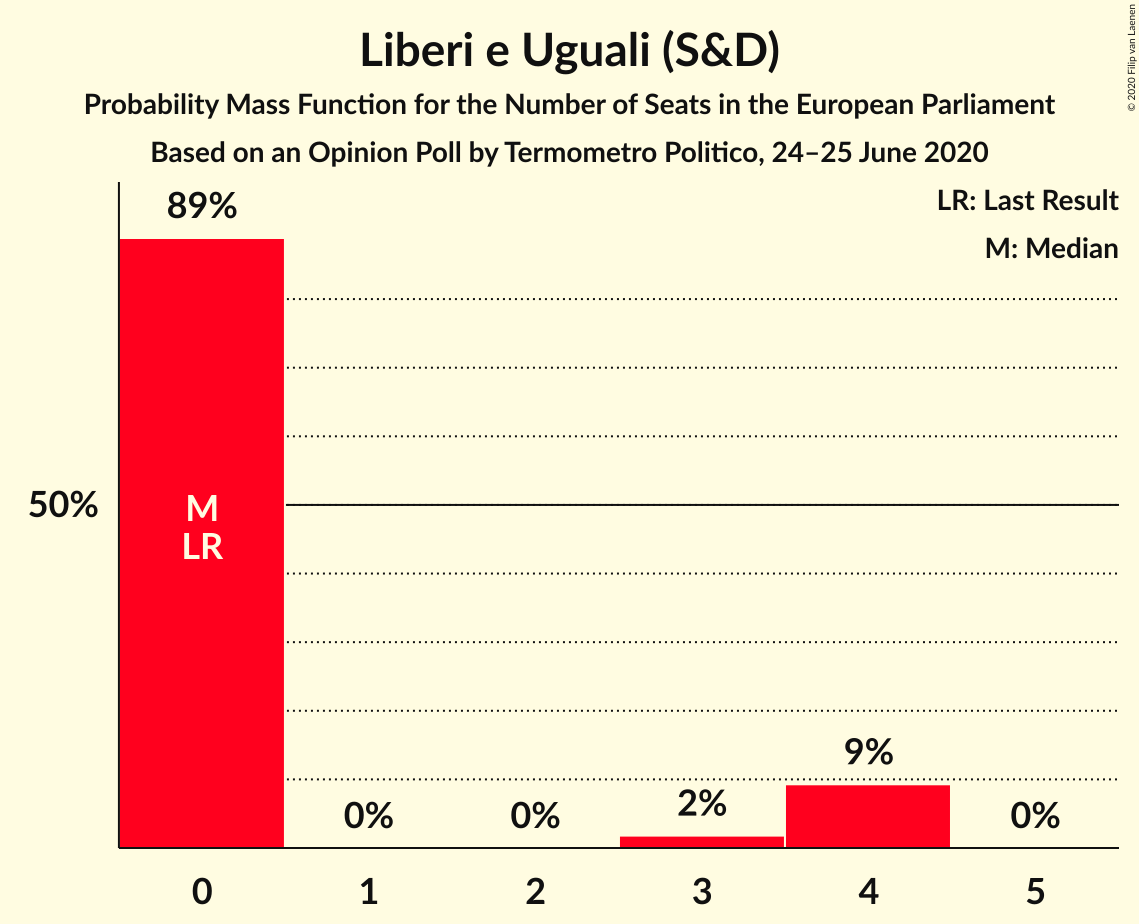 Liberi e Uguali (S&D)
Probability Mass Function for the Number of Seats in the European Parliament
Based on an Opinion Poll by Termometro Politico, 24–25 June 2020
© 2020 Filip van Laenen
LR: Last Result
M: Median
89%
50%
M
LR
0%
0%
2%
9%
0%
0
1
2
3
4
5